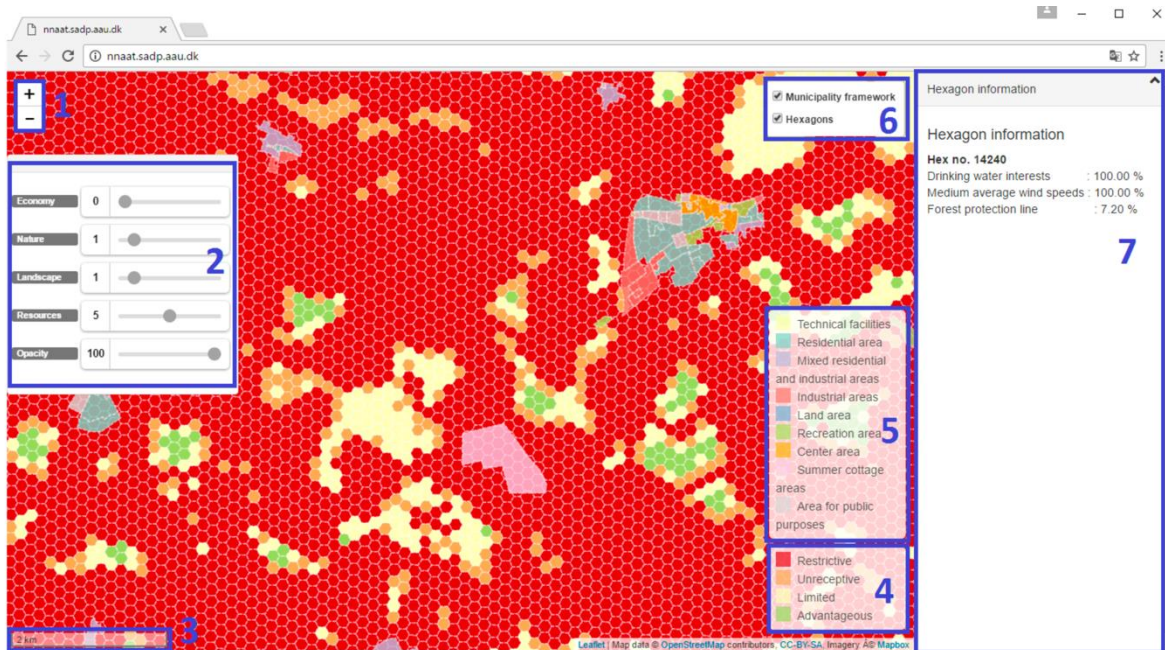 nnaat.sadp.aau.dk
nnaat.sadp.aau.dk
+
1
−
Economy 0
Nature 1
2
Landscape 1
Resources 5
Opacity 100
Municipality framework
Hexagons
6
Technical facilities
Residential area
Mixed residential
and industrial areas
Industrial areas
Land area
Recreation area
5
Center area
Summer cottage
areas
Area for public
purposes
Restrictive
Unreceptive
Limited
4
Advantageous
2 km
3
Leaflet | Map data © OpenStreetMap contributors, CC-BY-SA, Imagery Â© Mapbox
Hexagon information
Hexagon information
Hex no. 14240
Drinking water interests : 100.00 %
Medium average wind speeds : 100.00 %
Forest protection line : 7.20 %
7